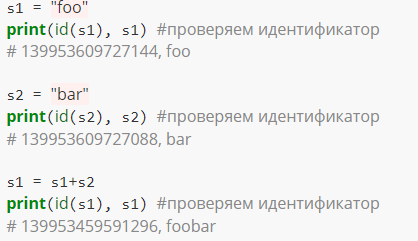 s1 = "foo"
print(id(s1), s1) #проверяем идентификатор
# 139953609727144, foo
s2 = "bar"
print(id(s2), s2) #проверяем идентификатор
# 139953609727088, bar
s1 = s1+s2
print(id(s1), s1) #проверяем идентификатор
# 139953459591296, foobar